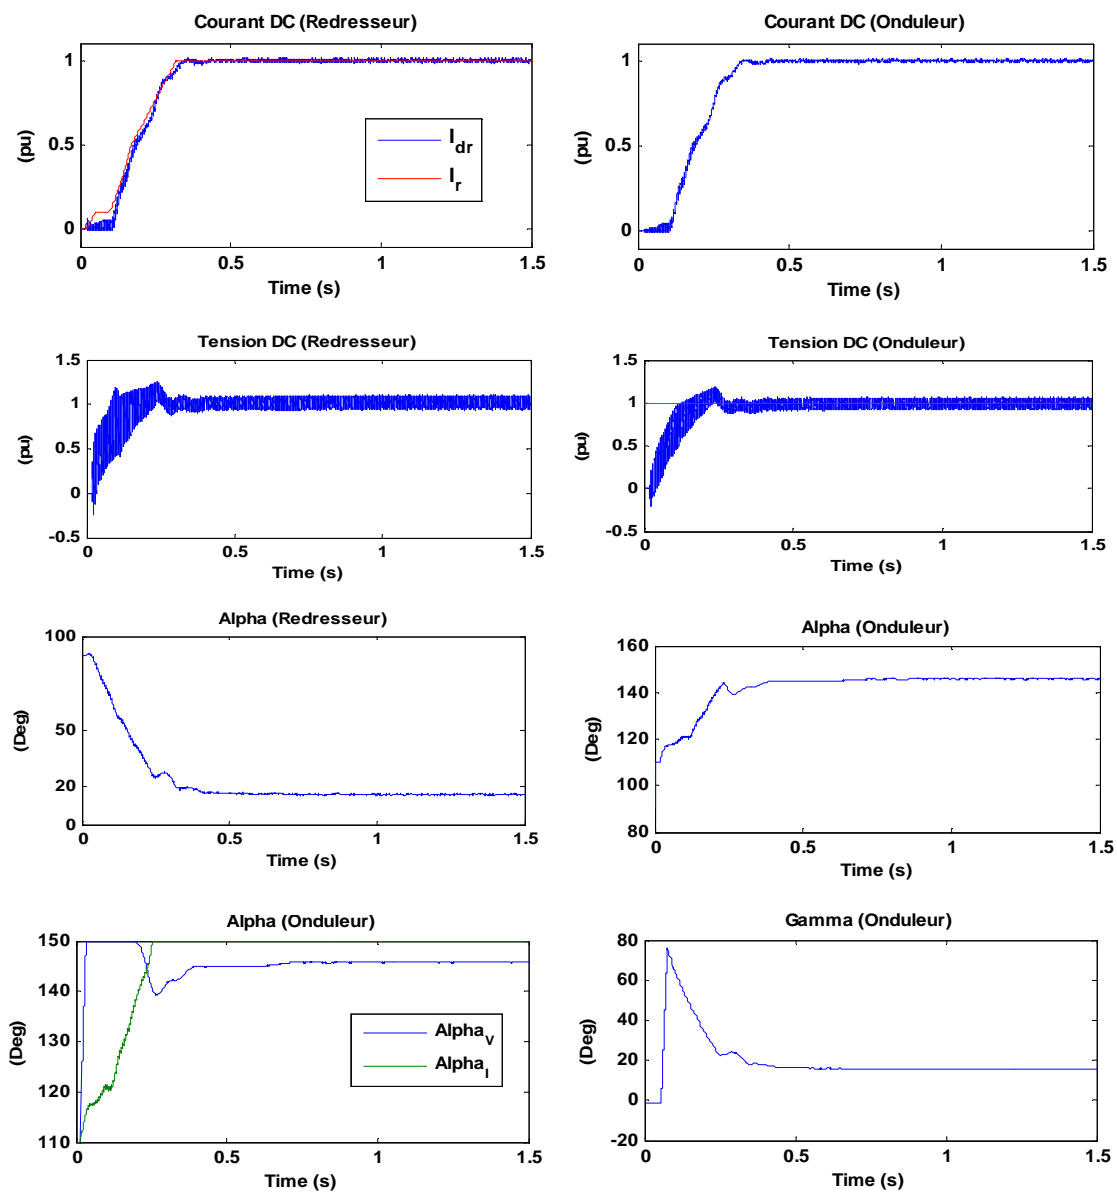 Courant DC (Redresseur)
1
0.5
0
(pu)
I_dr
I_r
0 0.5 1 1.5
Time (s)
Courant DC (Onduleur)
1
0.5
0
(pu)
0 0.5 1 1.5
Time (s)
Tension DC (Redresseur)
1.5
1
0.5
0
-0.5
(pu)
0 0.5 1 1.5
Time (s)
Tension DC (Onduleur)
1.5
1
0.5
0
-0.5
(pu)
0 0.5 1 1.5
Time (s)
Alpha (Redresseur)
100
50
20
0
(Deg)
0 0.5 1 1.5
Time (s)
Alpha (Onduleur)
160
140
120
100
80
(Deg)
0 0.5 1 1.5
Time (s)
Alpha (Onduleur)
150
140
130
120
110
(Deg)
Alpha_V
Alpha_I
0 0.5 1 1.5
Time (s)
Gamma (Onduleur)
80
60
40
20
0
-20
(Deg)
0 0.5 1 1.5
Time (s)